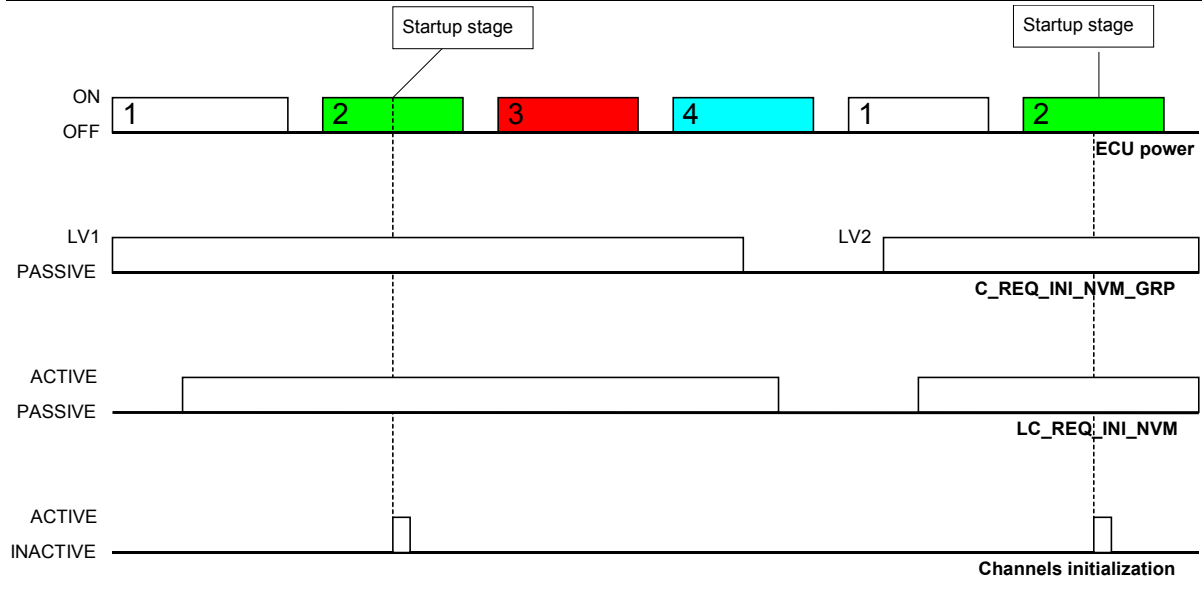 Startup stage
Startup stage
ON
OFF
1
2
3
4
1
2
ECU power
LV1
LV2
PASSIVE
C_REQ_INI_NVM_GRP
ACTIVE
PASSIVE
LC_REQ_INI_NVM
ACTIVE
INACTIVE
Channels initialization